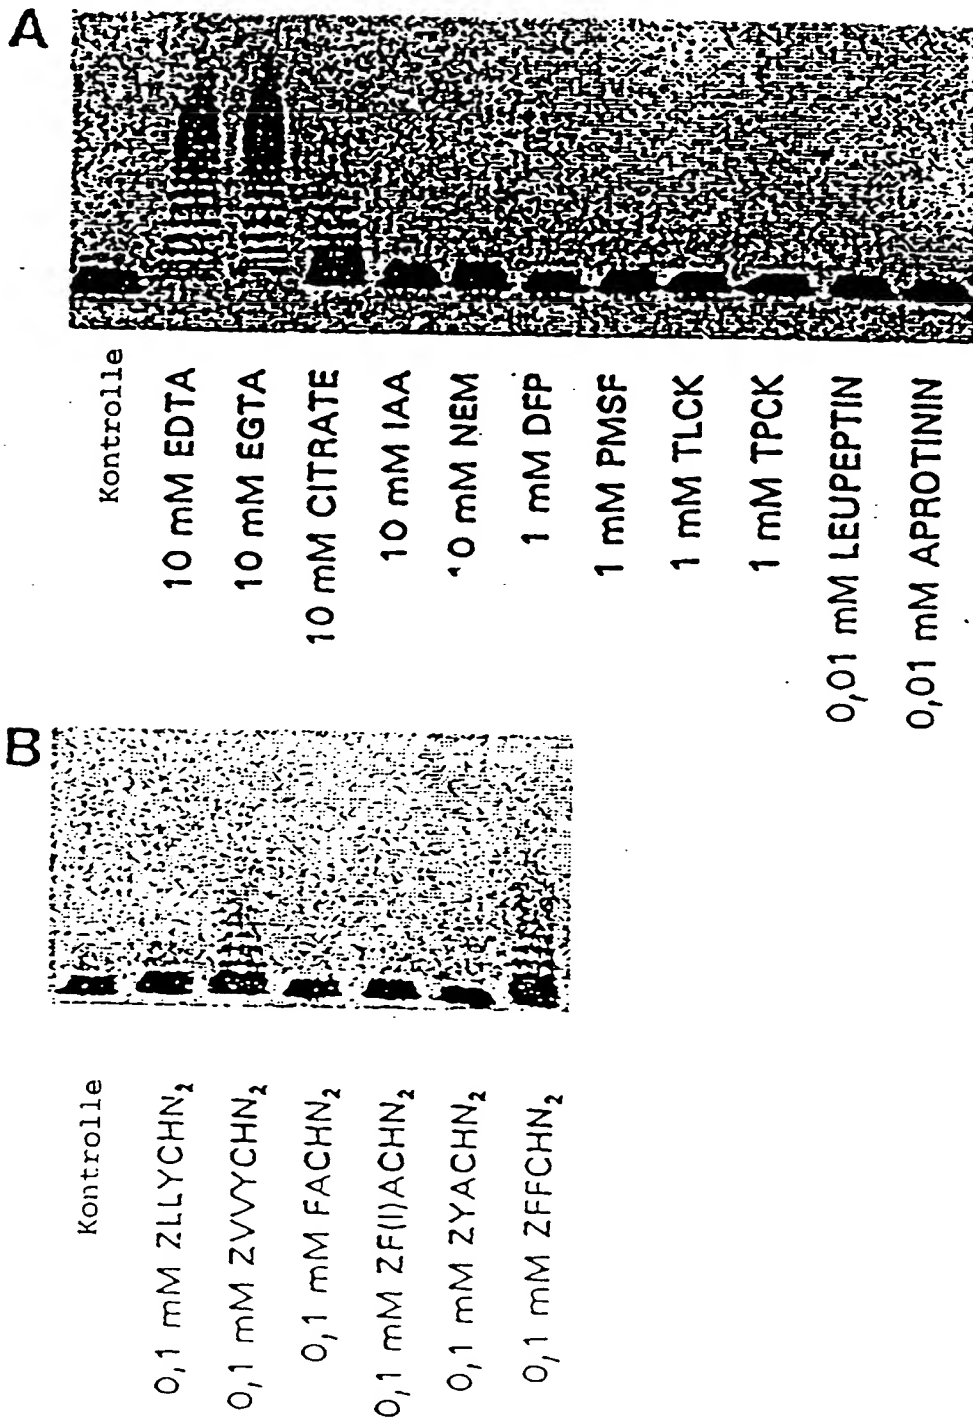 A
Kontrolle
10 mM EDTA
10 mM EGTA
10 mM CITRATE
10 mM IAA
10 mM NEM
1 mM DFP
1 mM PMSF
1 mM TLCK
1 mM TPCK
0,01 mM LEUPEPTIN
0,01 mM APROTININ
B
Kontrolle
0,1 mM ZLLYCHN₂
0,1 mM ZVVYCHN₂
0,1 mM FACHN₂
0,1 mM ZF(I)ACHN₂
0,1 mM ZYACHN₂
0,1 mM ZFFCHN₂